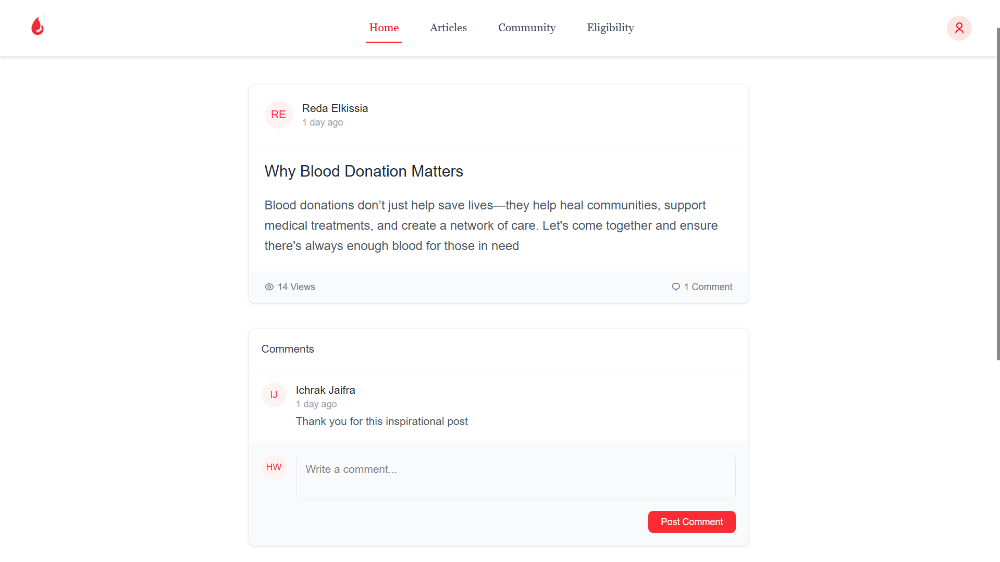 Home
Articles
Community
Eligibility
RE
Reda Elkissia
1 day ago
Why Blood Donation Matters
Blood donations don’t just help save lives—they help heal communities, support
medical treatments, and create a network of care. Let's come together and ensure
there's always enough blood for those in need
14 Views
1 Comment
Comments
IJ
Ichrak Jaifra
1 day ago
Thank you for this inspirational post
HW
Write a comment...
Post Comment